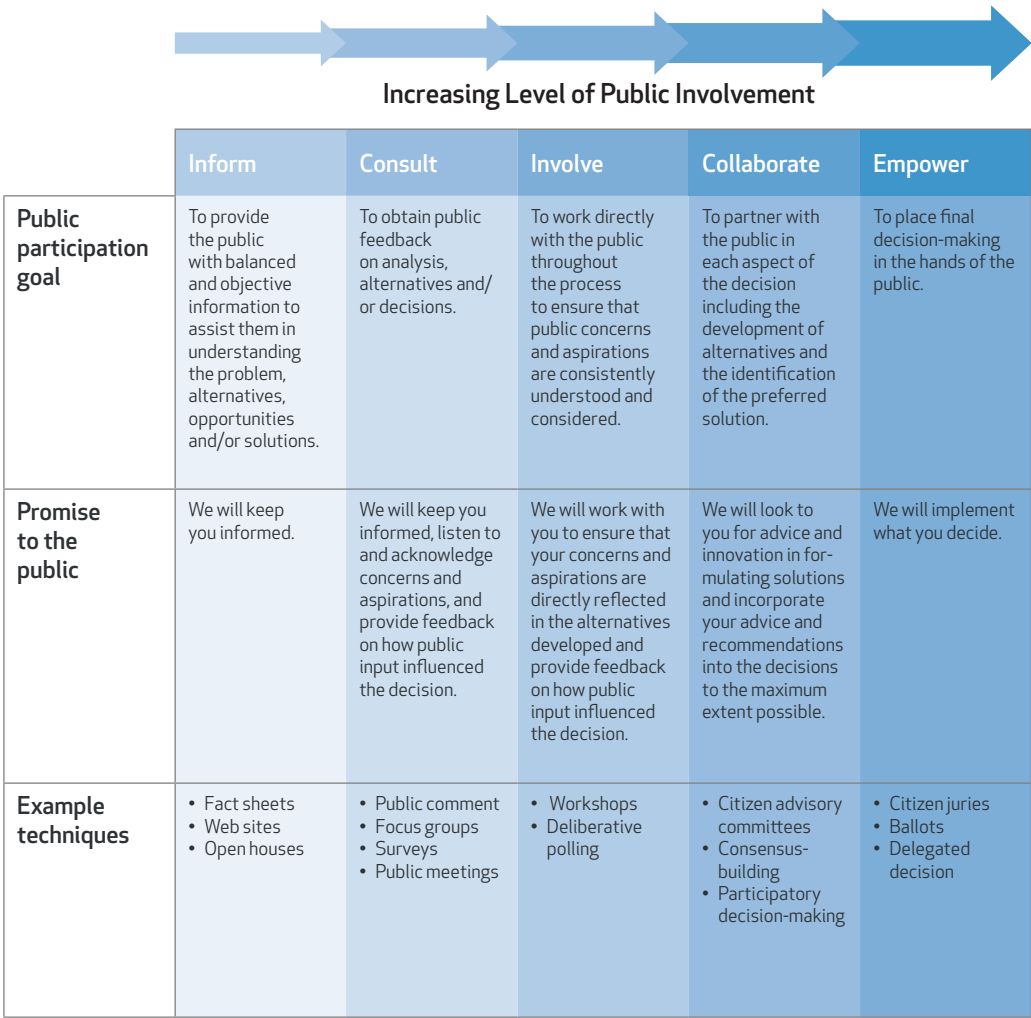 Increasing Level of Public Involvement
Inform
Consult
Involve
Collaborate
Empower
Public
participation
goal
To provide
the public
with balanced
and objective
information to
assist them in
understanding
the problem,
alternatives,
opportunities
and/or solutions.
To obtain public
feedback
on analysis,
alternatives and/
or decisions.
To work directly
with the public
throughout
the process
to ensure that
public concerns
and aspirations
are consistently
understood and
considered.
To partner with
the public in
each aspect of
the decision
including the
development of
alternatives and
the identification
of the preferred
solution.
To place final
decision-making
in the hands of the
public.
Promise
to the
public
We will keep
you informed.
We will keep you
informed, listen to
and acknowledge
concerns and
aspirations, and
provide feedback
on how public
input influenced
the decision.
We will work with
you to ensure that
your concerns and
aspirations are
directly reflected
in the alternatives
developed and
provide feedback
on how public
input influenced
the decision.
We will look to
you for advice and
innovation in for-
mulating solutions
and incorporate
your advice and
recommendations
into the decisions
to the maximum
extent possible.
We will implement
what you decide.
Example
techniques
• Fact sheets
• Web sites
• Open houses
• Public comment
• Focus groups
• Surveys
• Public meetings
• Workshops
• Deliberative
polling
• Citizen advisory
committees
• Consensus-
building
• Participatory
decision-making
• Citizen juries
• Ballots
• Delegated
decision